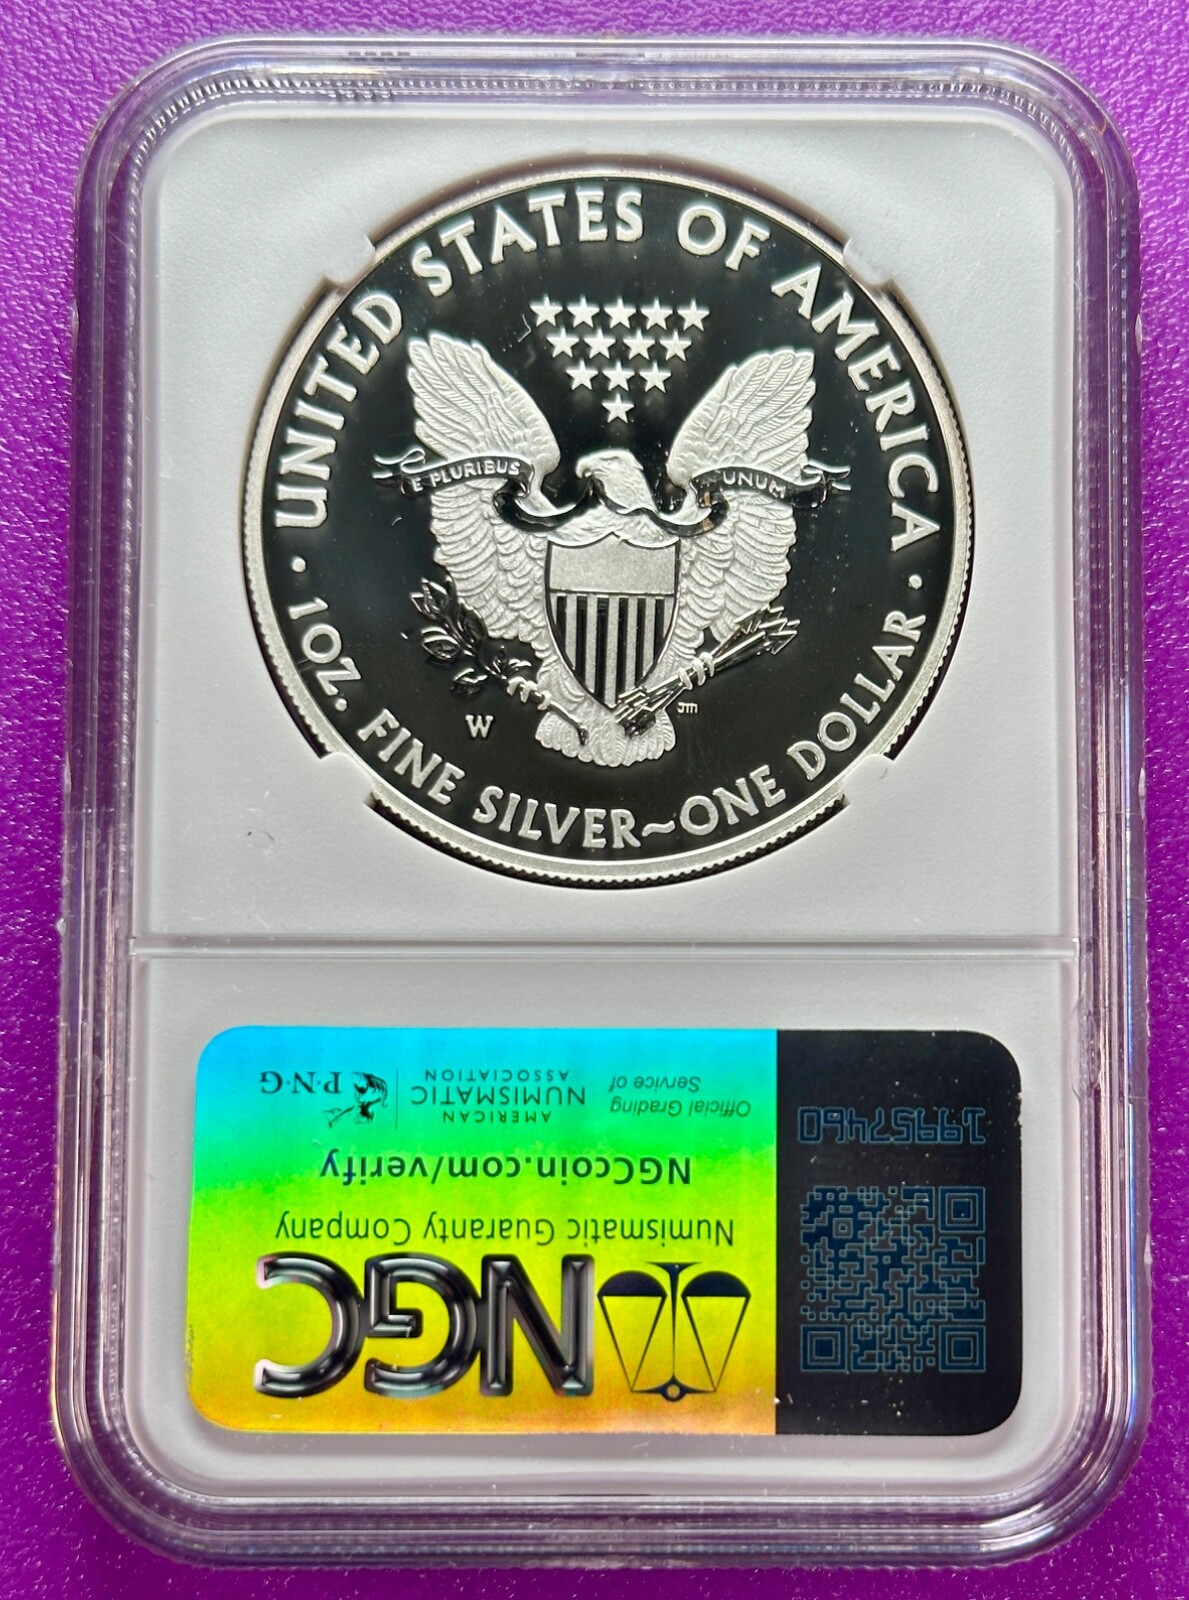 UNITED STATES OF AMERICA
E PLURIBUS UNUM
W
JM
· 1 OZ. FINE SILVER~ONE DOLLAR ·
NGC
Numismatic Guaranty Company
NGCcoin.com/verify
Official Grading
Service of
AMERICAN
NUMISMATIC
ASSOCIATION
P·N·G
19957460